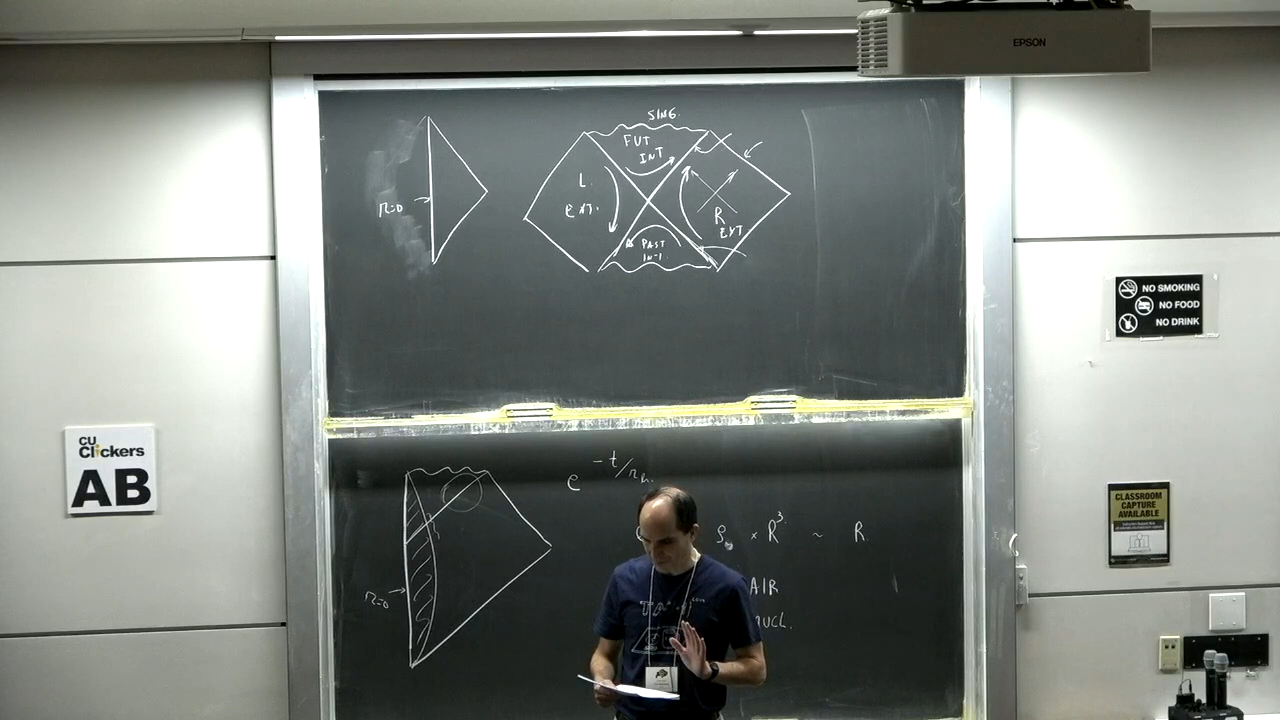 EPSON
SING.
FUT
INT
L.
EXT.
R
EXT
PAST
INT
r=0
NO SMOKING
NO FOOD
NO DRINK
CU
Clickers
AB
e^{-t/r_h}
CLASSROOM
CAPTURE
AVAILABLE
× R³ ~ R.
AIR
NUCL.
r=0